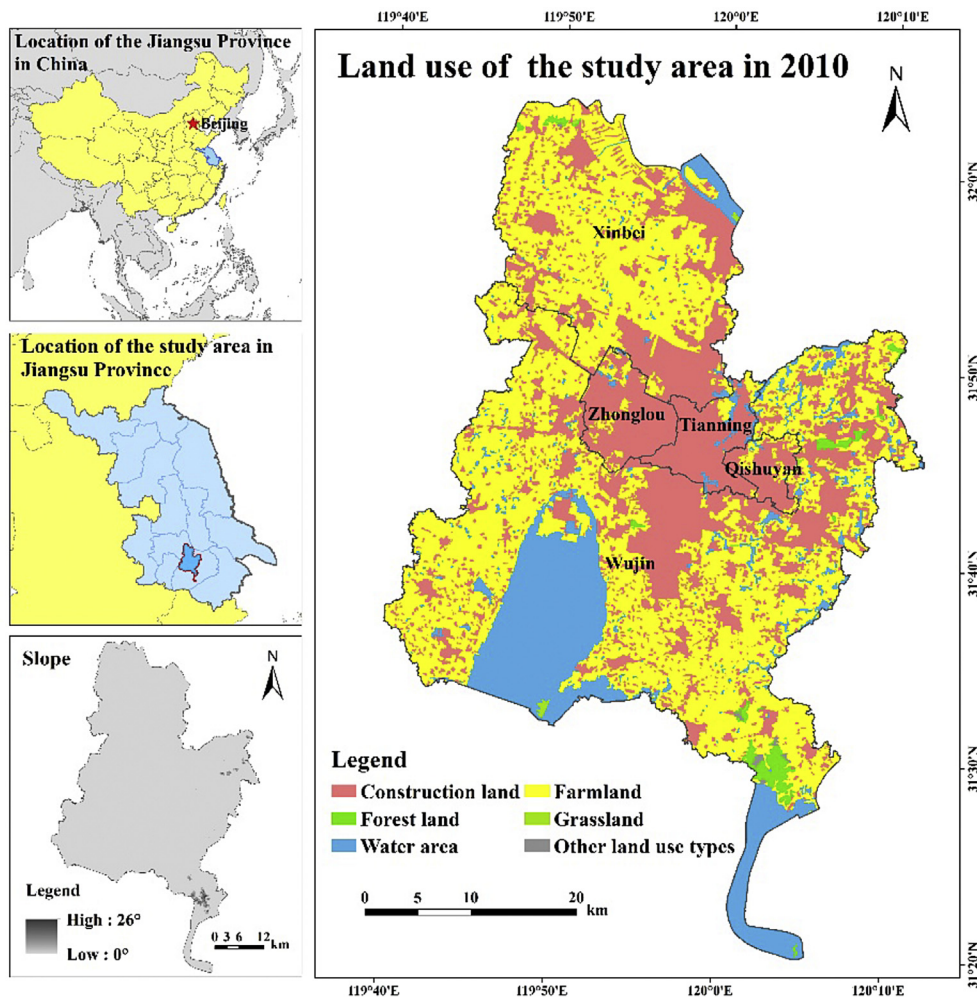 Location of the Jiangsu Province
in China
Beijing
Location of the study area in
Jiangsu Province
Slope
N
Legend
High : 26°
Low : 0°
0 3 6 12
km
119°40'E 119°50'E 120°0'E 120°10'E
Land use of the study area in 2010
N
32°0'N
31°50'N
31°40'N
31°30'N
31°20'N
Xinbei
Zhonglou
Tianning
Qishuyan
Wujin
Legend
Construction land Farmland
Forest land Grassland
Water area Other land use types
0 5 10 20
km
119°40'E 119°50'E 120°0'E 120°10'E